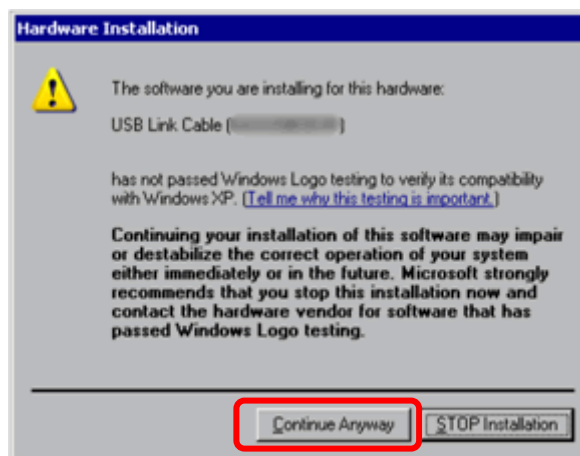 Hardware Installation
The software you are installing for this hardware:
USB Link Cable ( )
has not passed Windows Logo testing to verify its compatibility
with Windows XP. (Tell me why this testing is important.)
Continuing your installation of this software may impair
or destabilize the correct operation of your system
either immediately or in the future. Microsoft strongly
recommends that you stop this installation now and
contact the hardware vendor for software that has
passed Windows Logo testing.
Continue Anyway STOP Installation